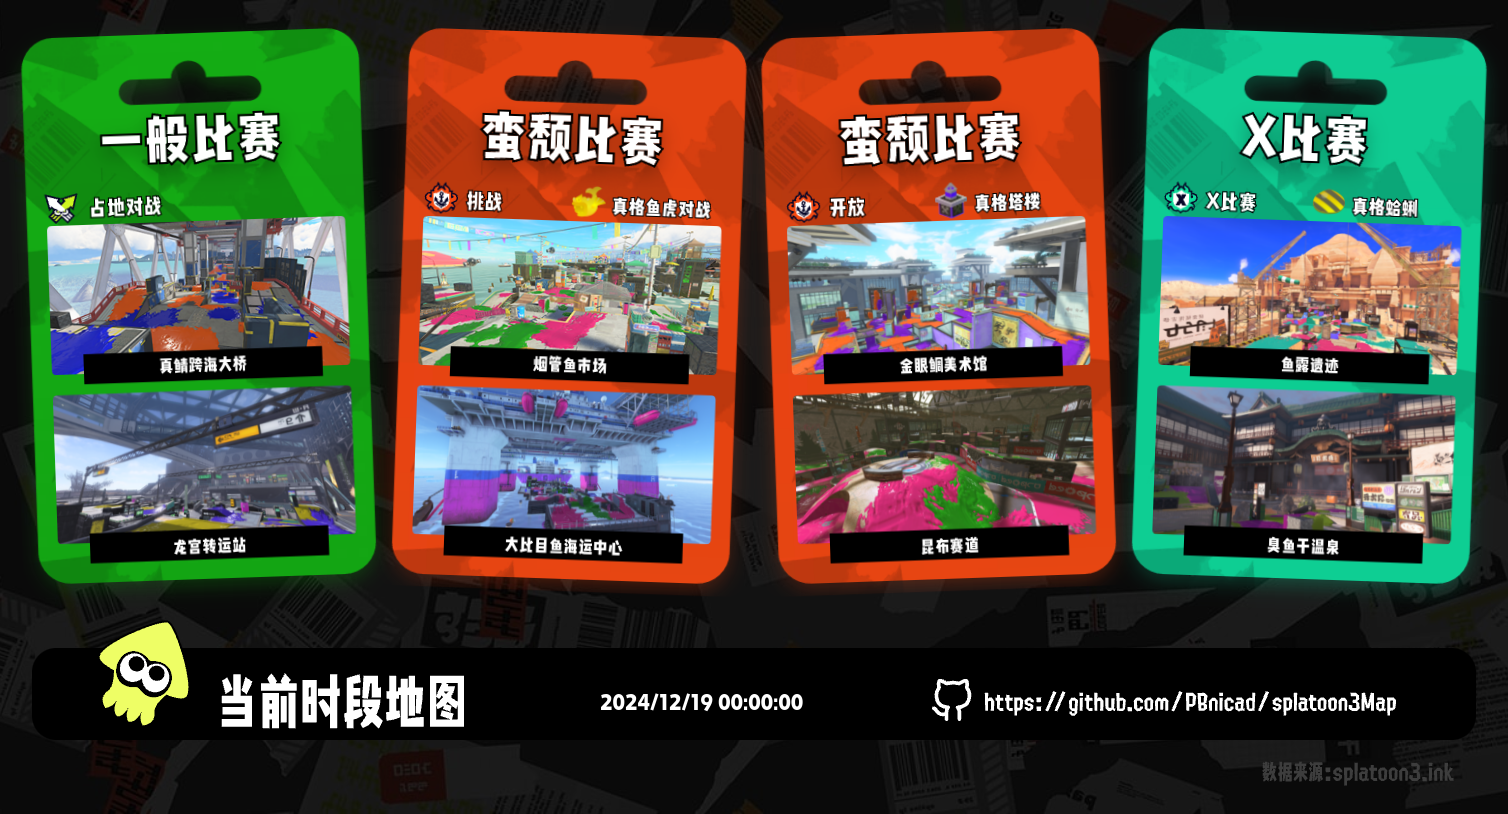 一般比赛
占地对战
真鲷跨海大桥
龙宫转运站
蛮颓比赛
挑战
真格鱼虎对战
烟管鱼市场
大比目鱼海运中心
蛮颓比赛
开放
真格塔楼
金眼鲷美术馆
昆布赛道
X比赛
X比赛
真格蛤蜊
鱼露遗迹
臭鱼干温泉
当前时段地图
2024/12/19 00:00:00
https://github.com/PBnicad/splatoon3Map
数据来源:splatoon3.ink